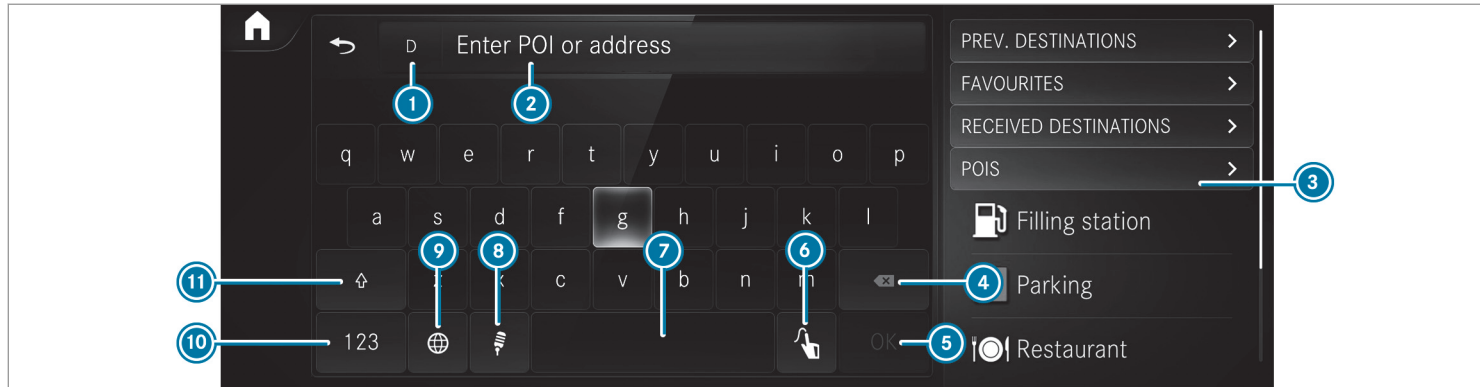 D Enter POI or address
1 2
q w e r t y u i o p
a s d f g h j k l
9 8 7 6
11 z x c v b n m 4
10 123 OK 5
PREV. DESTINATIONS
FAVOURITES
RECEIVED DESTINATIONS
POIS
3
Filling station
Parking
Restaurant